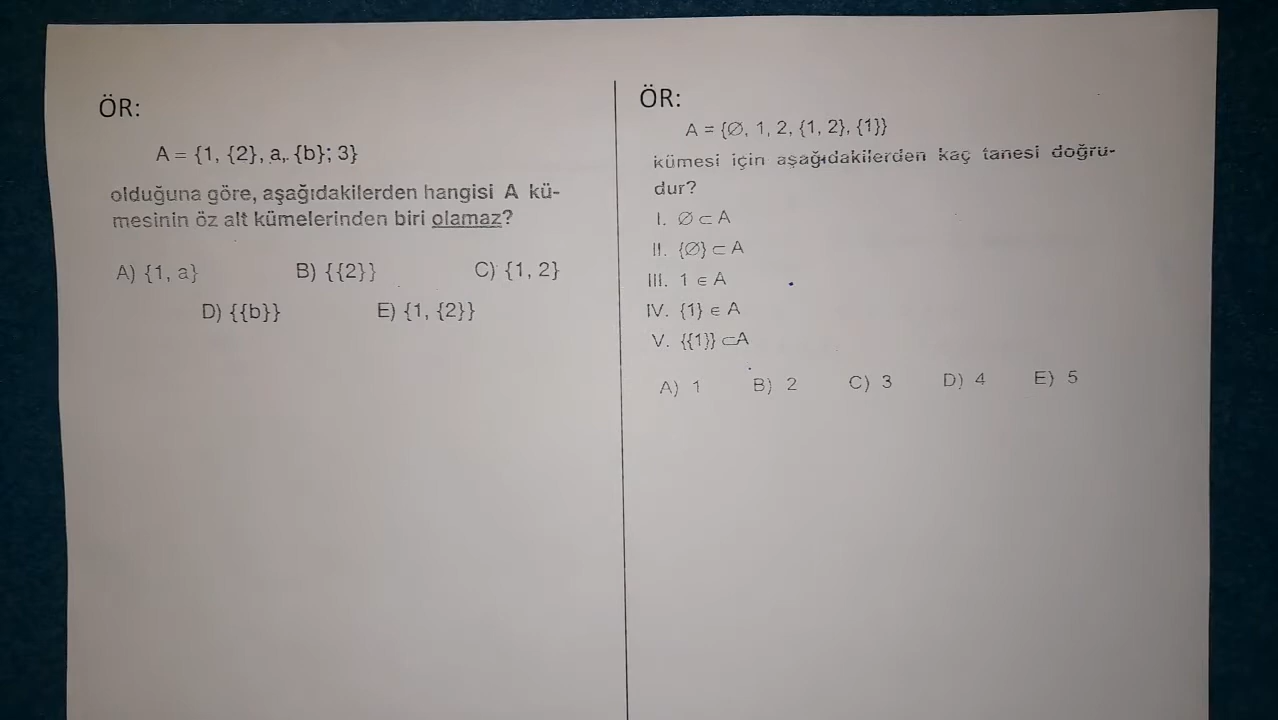 ÖR:
A = {1, {2}, a,. {b}; 3}
olduğuna göre, aşağıdakilerden hangisi A kü-
mesinin öz alt kümelerinden biri olamaz?
A) {1, a} B) {{2}} C) {1, 2}
D) {{b}} E) {1, {2}}
ÖR:
A = {∅, 1, 2, {1, 2}, {1}}
kümesi için aşağıdakilerden kaç tanesi doğru-
dur?
I. ∅ ⊂ A
II. {∅} ⊂ A
III. 1 ∈ A
IV. {1} ∈ A
V. {{1}} ⊂A
A) 1 B) 2 C) 3 D) 4 E) 5